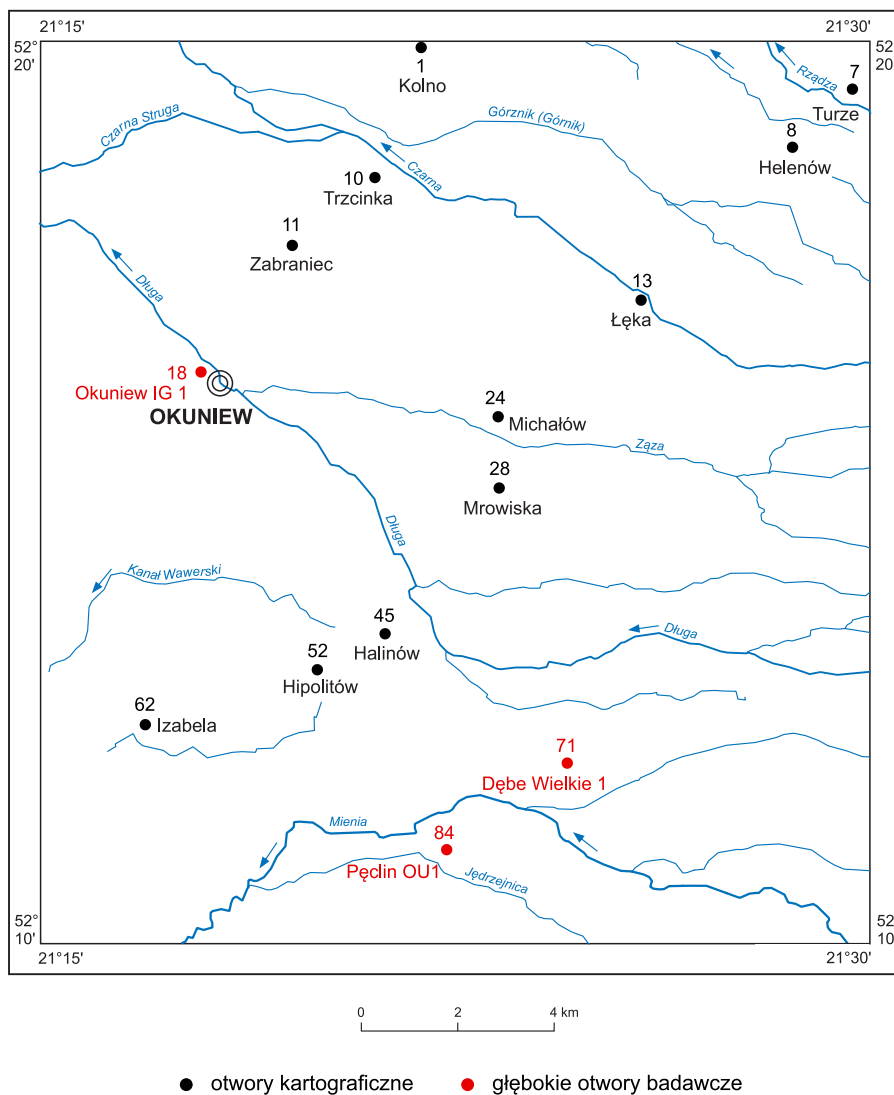 21°15'
21°30'
52°
20'
52
20
1
Kolno
Rządza
7
Turze
8
Helenów
Górznik (Górnik)
Czarna Struga
Czarna
10
Trzcinka
11
Zabraniec
13
Łęka
Długa
18
Okuniew IG 1
OKUNIEW
24
Michałów
Ząza
28
Mrowiska
Długa
Kanał Wawerski
45
Halinów
Długa
52
Hipolitów
62
Izabela
71
Dębe Wielkie 1
Mienia
84
Pęclin OU1
Jędrzejnica
52°
10'
52
10
21°15'
21°30'
0 2 4 km
otwory kartograficzne
głębokie otwory badawcze